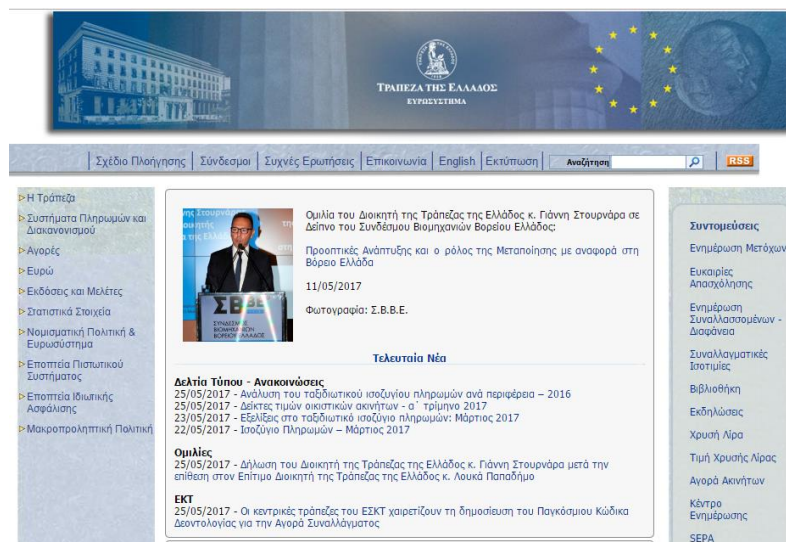 ΤΡΑΠΕΖΑ ΤΗΣ ΕΛΛΑΔΟΣ
ΕΥΡΩΣΥΣΤΗΜΑ
Σχέδιο Πλοήγησης | Σύνδεσμοι | Συχνές Ερωτήσεις | Επικοινωνία | English | Εκτύπωση | Αναζήτηση RSS
Η Τράπεζα
Συστήματα Πληρωμών και
Διακανονισμού
Αγορές
Ευρώ
Εκδόσεις και Μελέτες
Στατιστικά Στοιχεία
Νομισματική Πολιτική &
Ευρωσύστημα
Εποπτεία Πιστωτικού
Συστήματος
Εποπτεία Ιδιωτικής
Ασφάλισης
Μακροπροληπτική Πολιτική
ΣΒΒΕ
ΣΥΝΔΕΣΜΟΣ
ΒΙΟΜΗΧΑΝΙΩΝ
ΒΟΡΕΙΟΥ ΕΛΛΑΔΟΣ
Ομιλία του Διοικητή της Τράπεζας της Ελλάδος κ. Γιάννη Στουρνάρα σε
Δείπνο του Συνδέσμου Βιομηχανιών Βορείου Ελλάδος:
Προοπτικές Ανάπτυξης και ο ρόλος της Μεταποίησης με αναφορά στη
Βόρειο Ελλάδα
11/05/2017
Φωτογραφία: Σ.Β.Β.Ε.
Τελευταία Νέα
Δελτία Τύπου - Ανακοινώσεις
25/05/2017 - Ανάλυση του ταξιδιωτικού ισοζυγίου πληρωμών ανά περιφέρεια – 2016
25/05/2017 - Δείκτες τιμών οικιστικών ακινήτων - α΄ τρίμηνο 2017
23/05/2017 - Εξελίξεις στο ταξιδιωτικό ισοζύγιο πληρωμών: Μάρτιος 2017
22/05/2017 - Ισοζύγιο Πληρωμών – Μάρτιος 2017
Ομιλίες
25/05/2017 - Δήλωση του Διοικητή της Τράπεζας της Ελλάδος κ. Γιάννη Στουρνάρα μετά την
επίθεση στον Επίτιμο Διοικητή της Τράπεζας της Ελλάδος κ. Λουκά Παπαδήμο
ΕΚΤ
25/05/2017 - Οι κεντρικές τράπεζες του ΕΣΚΤ χαιρετίζουν τη δημοσίευση του Παγκόσμιου Κώδικα
Δεοντολογίας για την Αγορά Συναλλάγματος
Συντομεύσεις
Ενημέρωση Μετόχων
Ευκαιρίες
Απασχόλησης
Ενημέρωση
Συναλλασσομένων -
Διαφάνεια
Συναλλαγματικές
Ισοτιμίες
Βιβλιοθήκη
Εκδηλώσεις
Χρυσή Λίρα
Τιμή Χρυσής Λίρας
Αγορά Ακινήτων
Κέντρο
Ενημέρωσης
SEPA